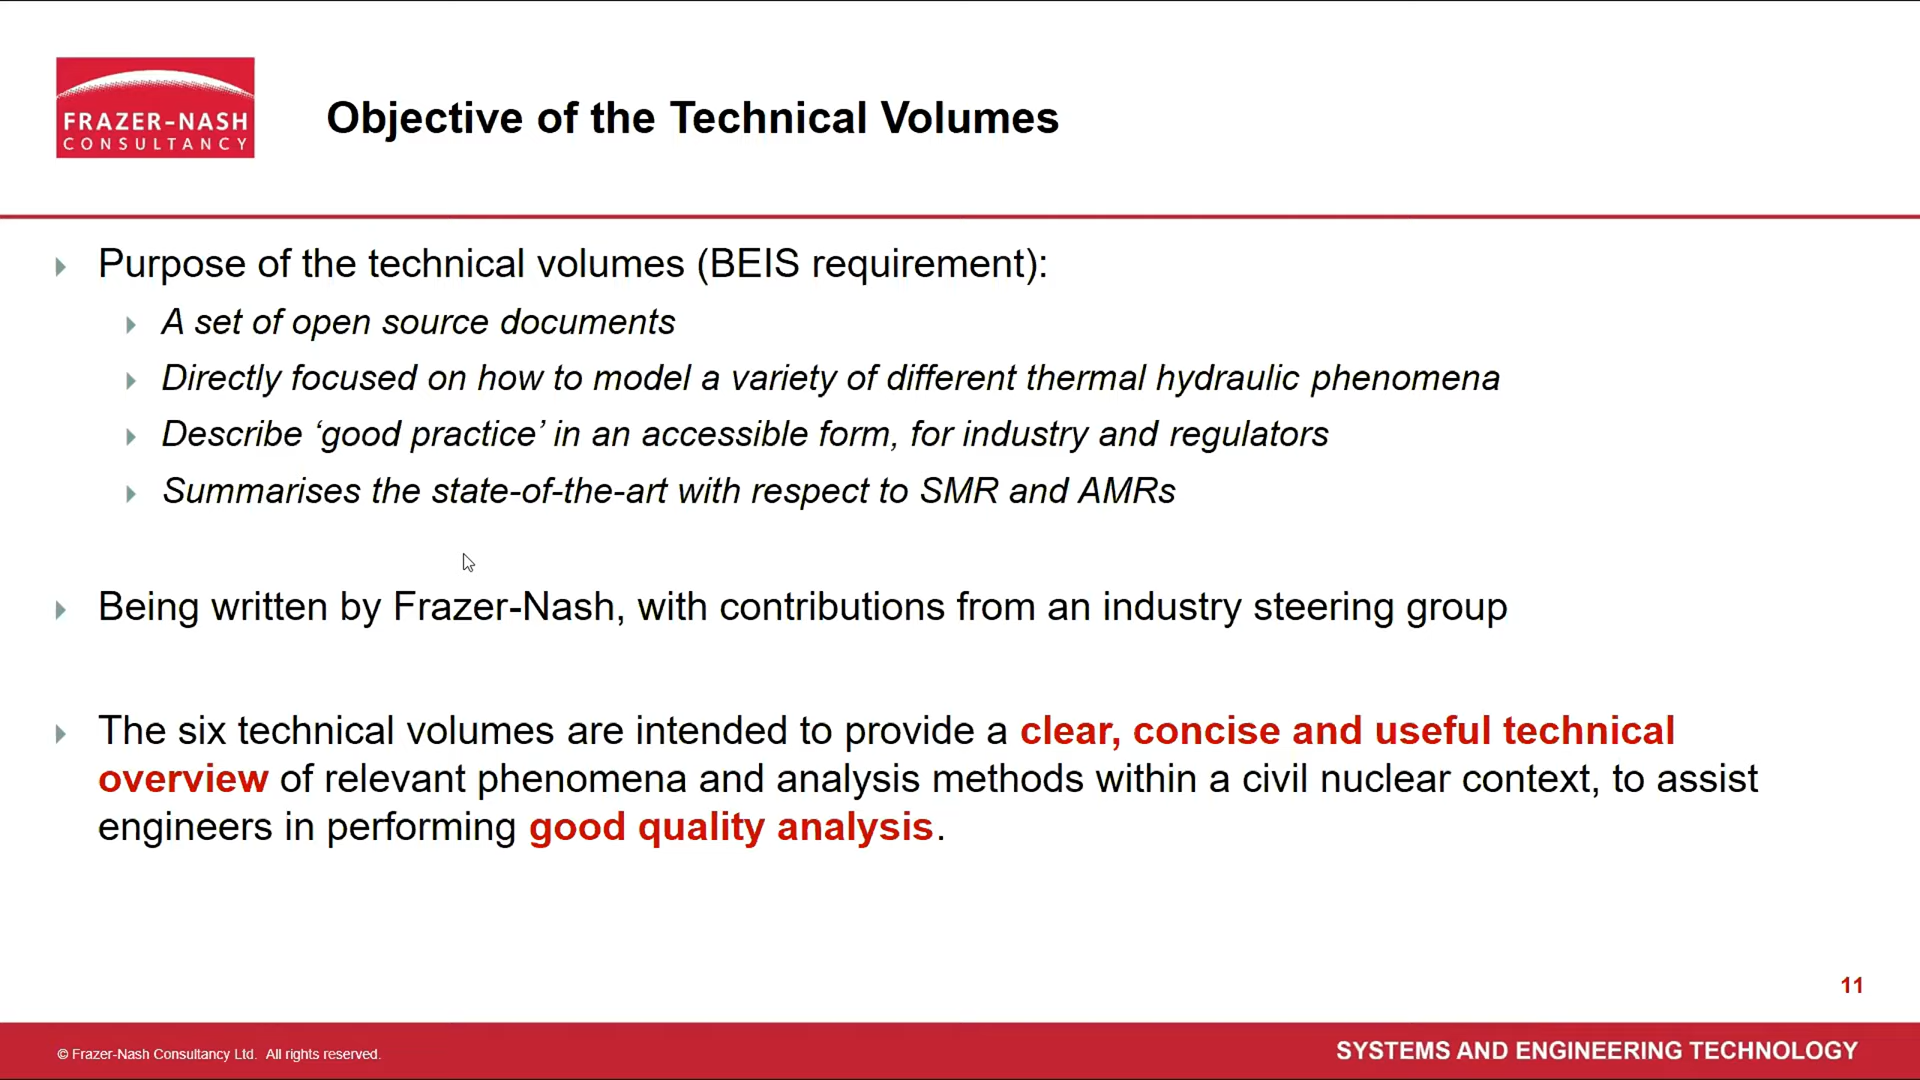 FRAZER-NASH
CONSULTANCY
Objective of the Technical Volumes
Purpose of the technical volumes (BEIS requirement):
A set of open source documents
Directly focused on how to model a variety of different thermal hydraulic phenomena
Describe ‘good practice’ in an accessible form, for industry and regulators
Summarises the state-of-the-art with respect to SMR and AMRs
Being written by Frazer-Nash, with contributions from an industry steering group
The six technical volumes are intended to provide a clear, concise and useful technical
overview of relevant phenomena and analysis methods within a civil nuclear context, to assist
engineers in performing good quality analysis.
11
© Frazer-Nash Consultancy Ltd. All rights reserved.
SYSTEMS AND ENGINEERING TECHNOLOGY